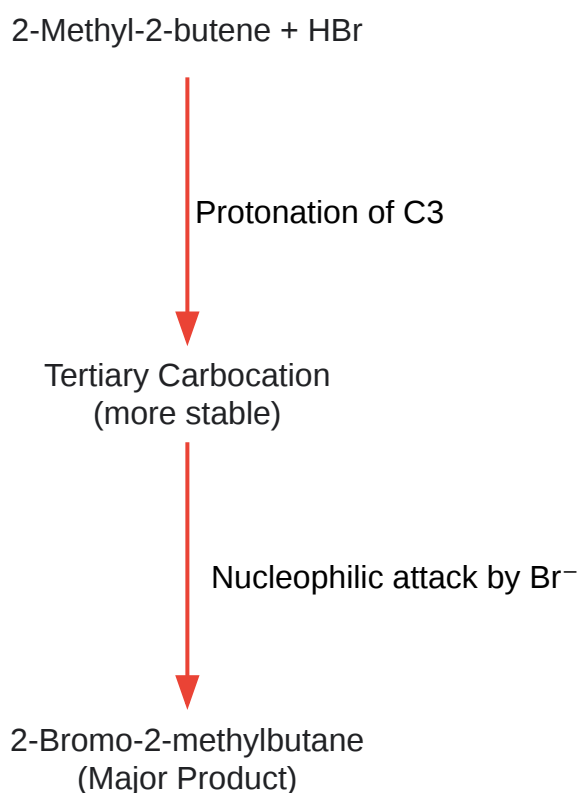 2-Methyl-2-butene + HBr
Protonation of C3
Tertiary Carbocation
(more stable)
Nucleophilic attack by Br⁻
2-Bromo-2-methylbutane
(Major Product)